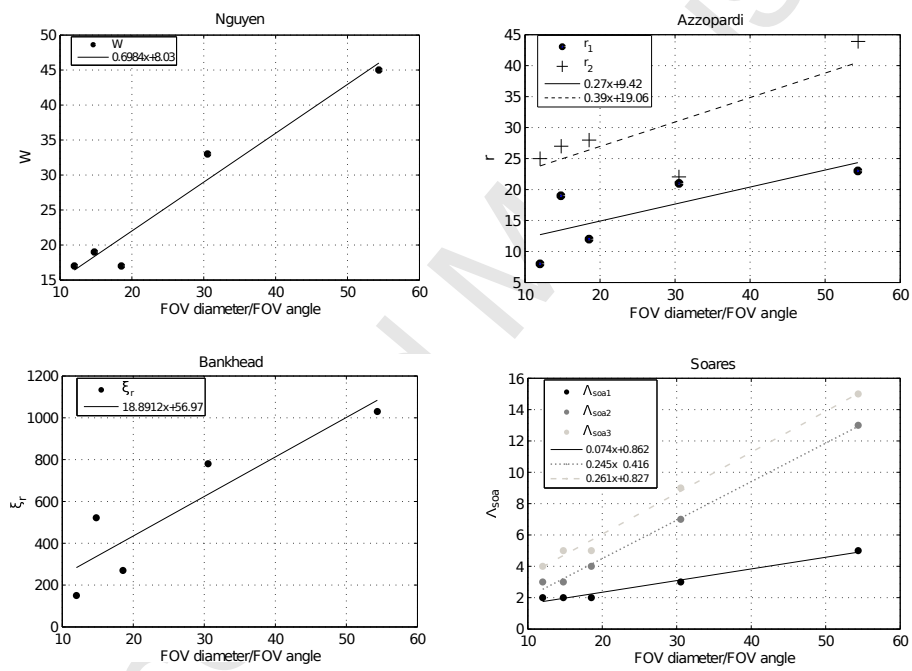 Nguyen
W
0.6984x+8.03
50
45
40
35
30
25
20
15
W
10 20 30 40 50 60
FOV diameter/FOV angle
Azzopardi
r1
r2
0.27x+9.42
0.39x+19.06
45
40
35
30
25
20
15
10
5
r
10 20 30 40 50 60
FOV diameter/FOV angle
Bankhead
ξr
18.8912x+56.97
1200
1000
800
600
400
200
0
ξr
10 20 30 40 50 60
FOV diameter/FOV angle
Soares
Λsoa1
Λsoa2
Λsoa3
0.074x+0.862
0.245x 0.416
0.261x+0.827
16
14
12
10
8
6
4
2
0
Λsoa
10 20 30 40 50 60
FOV diameter/FOV angle